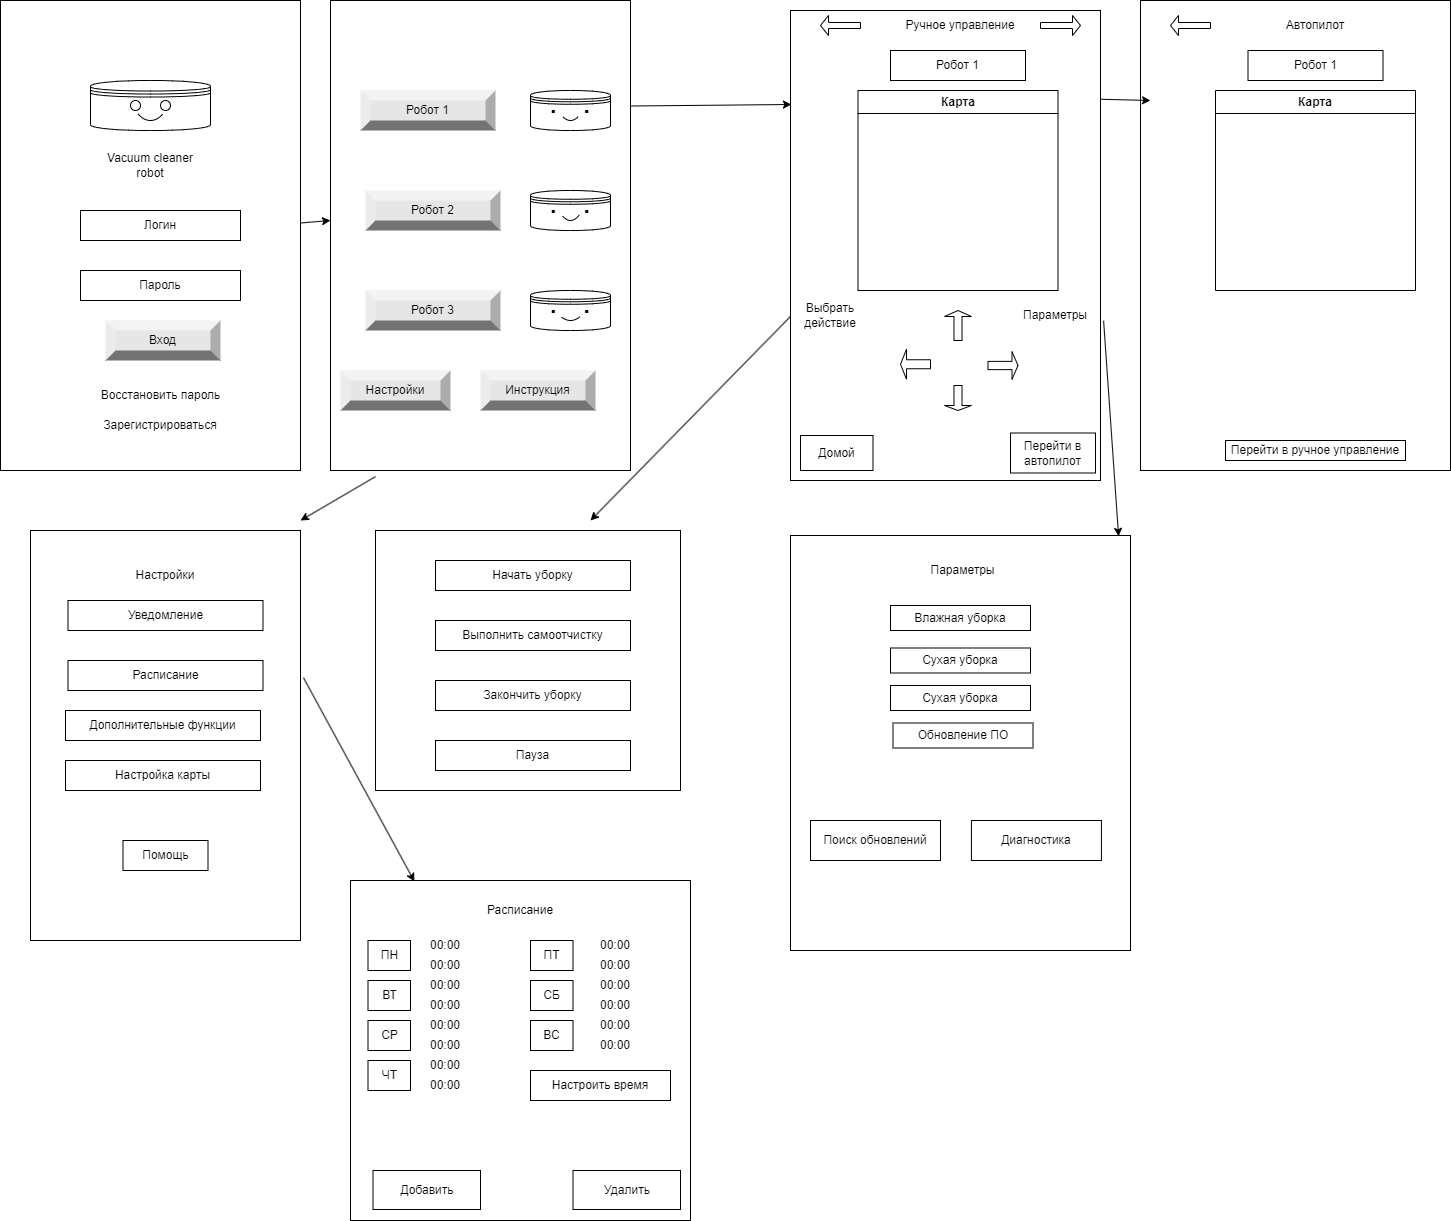 Vacuum cleaner
robot
Логин
Пароль
Вход
Восстановить пароль
Зарегистрироваться
Робот 1
Робот 2
Робот 3
Настройки
Инструкция
Ручное управление
Робот 1
Карта
Выбрать
действие
Параметры
Домой
Перейти в
автопилот
Автопилот
Робот 1
Карта
Перейти в ручное управление
Настройки
Уведомление
Расписание
Дополнительные функции
Настройка карты
Помощь
Начать уборку
Выполнить самоотчистку
Закончить уборку
Пауза
Параметры
Влажная уборка
Сухая уборка
Сухая уборка
Обновление ПО
Поиск обновлений
Диагностика
Расписание
ПН
00:00
00:00
ВТ
00:00
00:00
СР
00:00
00:00
ЧТ
00:00
00:00
ПТ
00:00
00:00
СБ
00:00
00:00
ВС
00:00
00:00
Настроить время
Добавить
Удалить